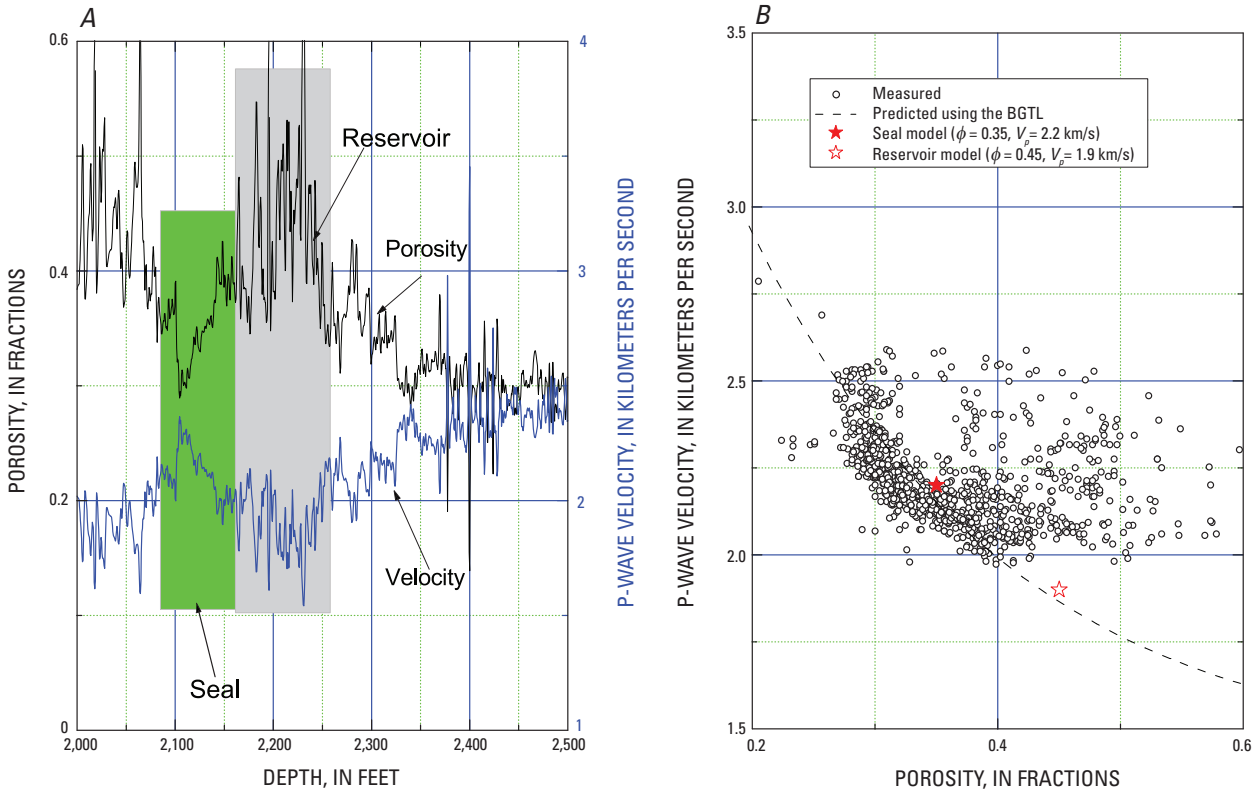 A
0.6
0.4
0.2
0
POROSITY, IN FRACTIONS
2,000
2,100
2,200
2,300
2,400
2,500
DEPTH, IN FEET
4
3
2
1
P-WAVE VELOCITY, IN KILOMETERS PER SECOND
Reservoir
Porosity
Velocity
Seal
B
3.5
3.0
2.5
2.0
1.5
P-WAVE VELOCITY, IN KILOMETERS PER SECOND
Measured
Predicted using the BGTL
Seal model (ϕ = 0.35, Vp = 2.2 km/s)
Reservoir model (ϕ = 0.45, Vp = 1.9 km/s)
0.2
0.4
0.6
POROSITY, IN FRACTIONS